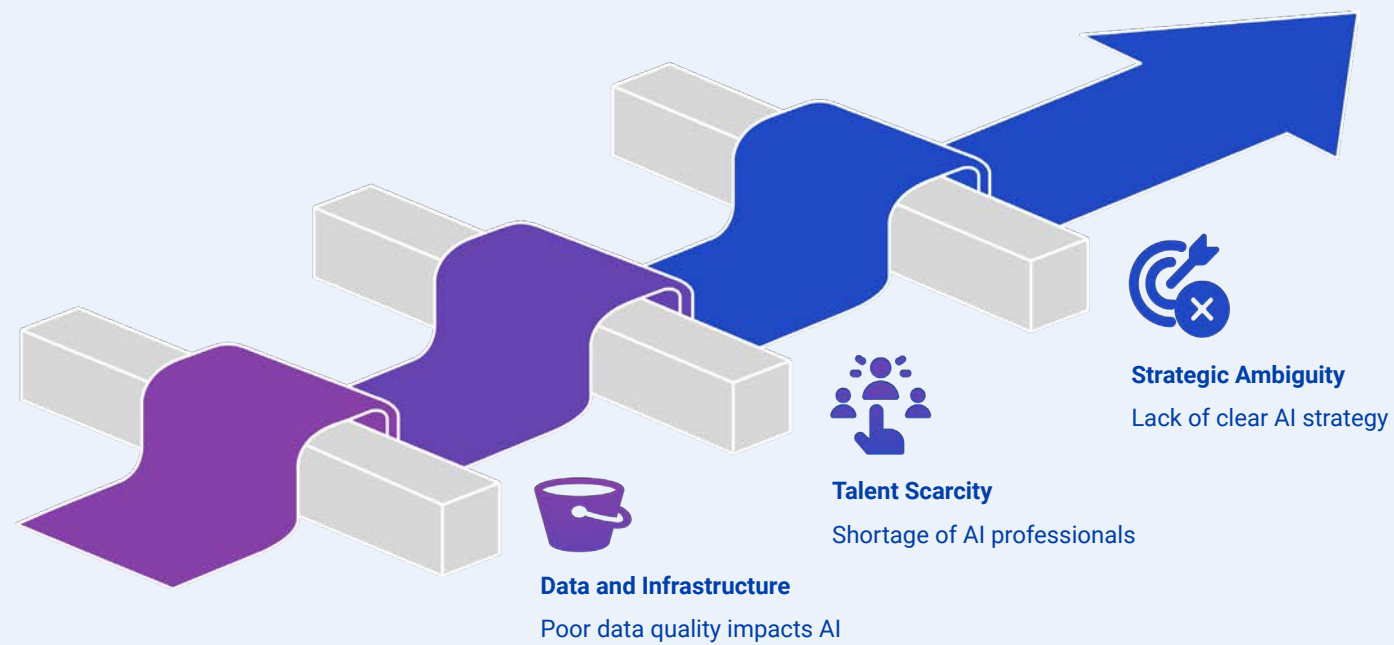 Strategic Ambiguity
Lack of clear AI strategy
Talent Scarcity
Shortage of AI professionals
Data and Infrastructure
Poor data quality impacts AI